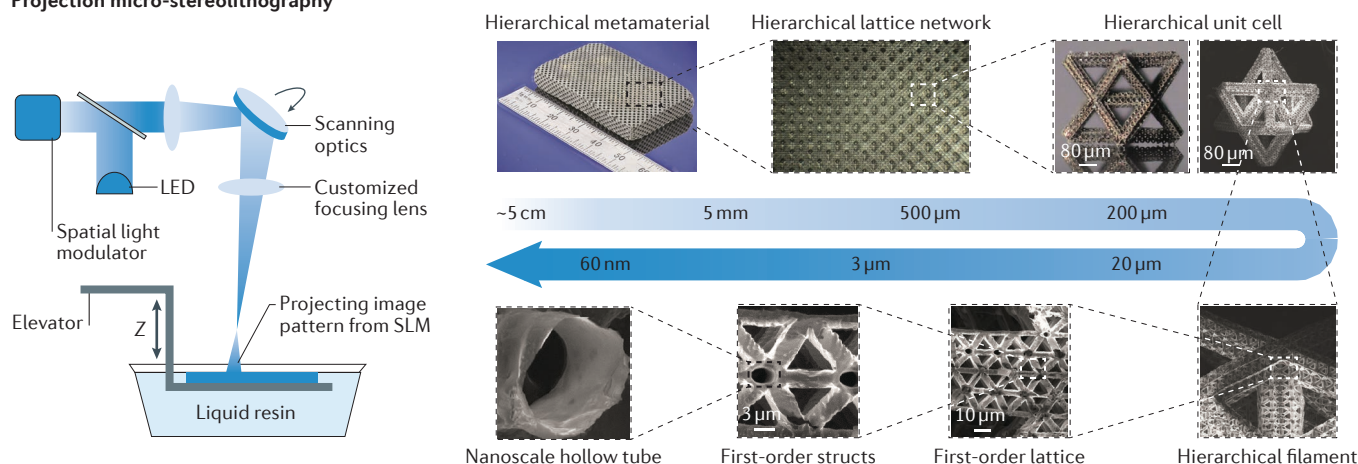 Projection micro-stereolithography
Scanning
optics
LED
Customized
focusing lens
Spatial light
modulator
Elevator
Z
Projecting image
pattern from SLM
Liquid resin
Hierarchical metamaterial
Hierarchical lattice network
Hierarchical unit cell
80 µm
80 µm
~5 cm
5 mm
500 µm
200 µm
60 nm
3 µm
20 µm
3 µm
10 µm
Nanoscale hollow tube
First-order structs
First-order lattice
Hierarchical filament